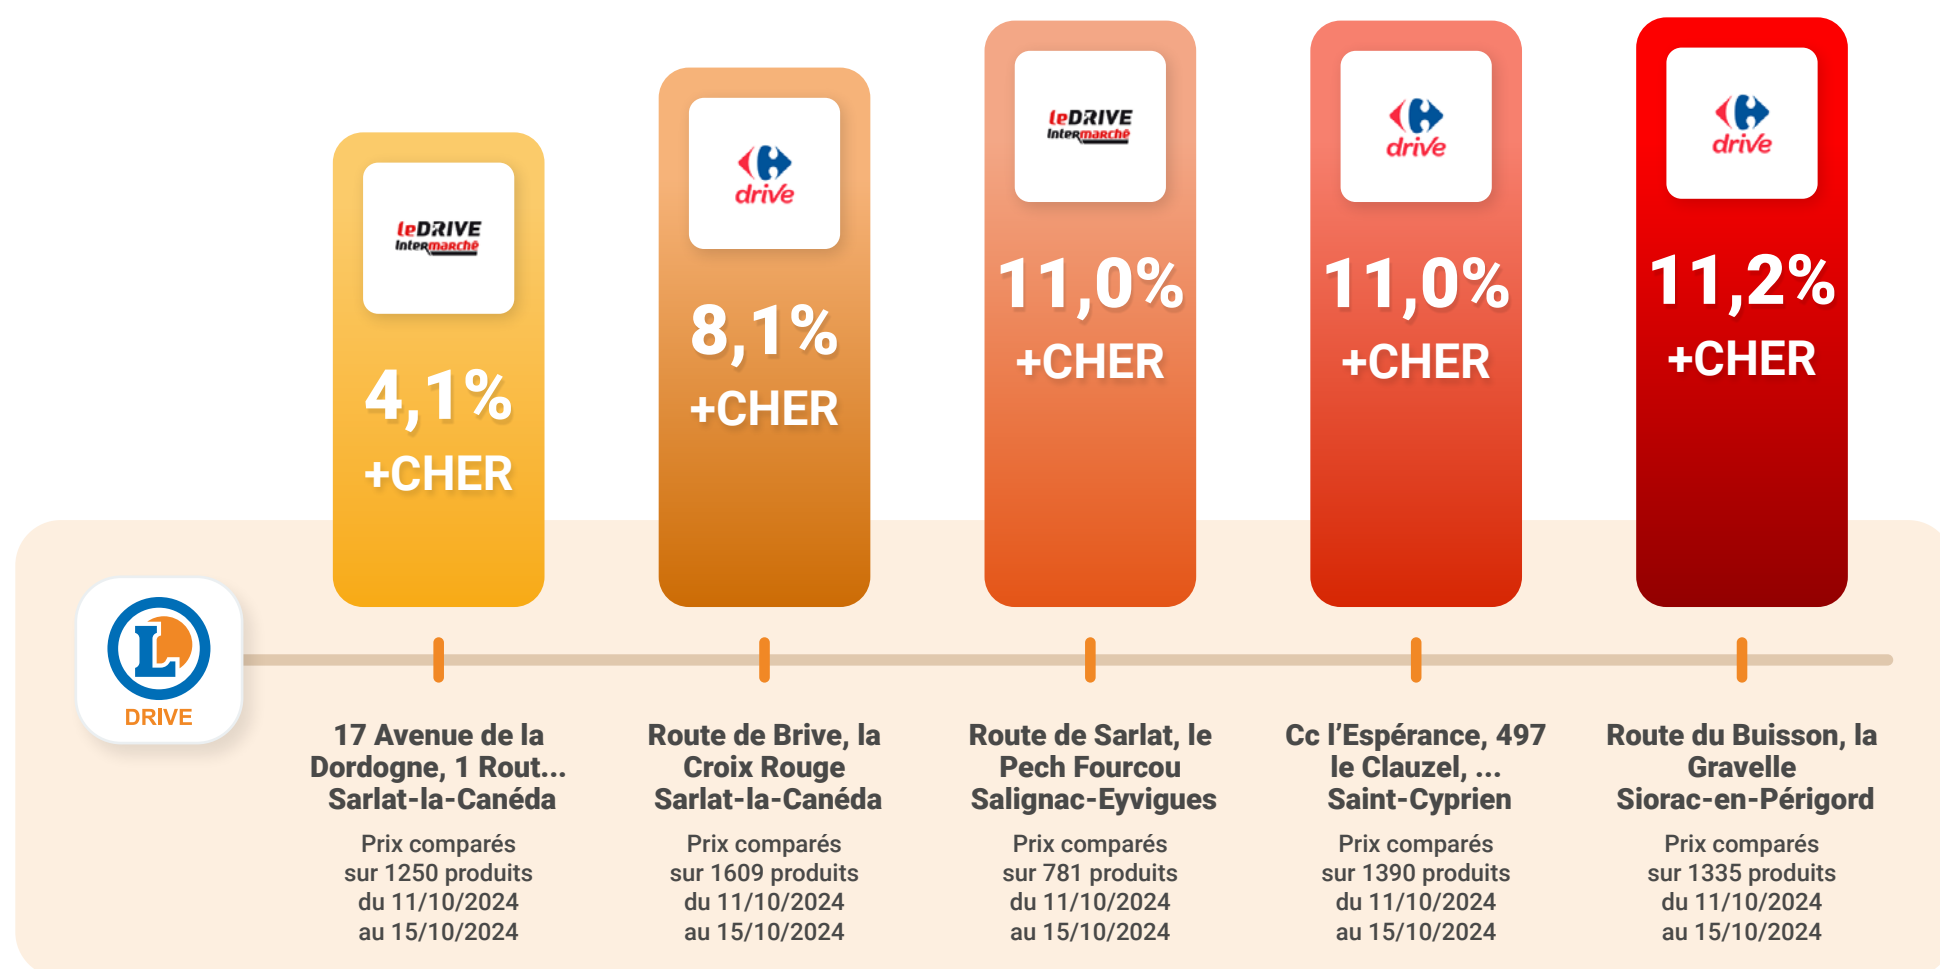 leDRIVE
Intermarché
4,1%
+CHER
drive
8,1%
+CHER
leDRIVE
Intermarché
11,0%
+CHER
drive
11,0%
+CHER
drive
11,2%
+CHER
L
DRIVE
17 Avenue de la
Dordogne, 1 Rout...
Sarlat-la-Canéda
Prix comparés
sur 1250 produits
du 11/10/2024
au 15/10/2024
Route de Brive, la
Croix Rouge
Sarlat-la-Canéda
Prix comparés
sur 1609 produits
du 11/10/2024
au 15/10/2024
Route de Sarlat, le
Pech Fourcou
Salignac-Eyvigues
Prix comparés
sur 781 produits
du 11/10/2024
au 15/10/2024
Cc l'Espérance, 497
le Clauzel, ...
Saint-Cyprien
Prix comparés
sur 1390 produits
du 11/10/2024
au 15/10/2024
Route du Buisson, la
Gravelle
Siorac-en-Périgord
Prix comparés
sur 1335 produits
du 11/10/2024
au 15/10/2024